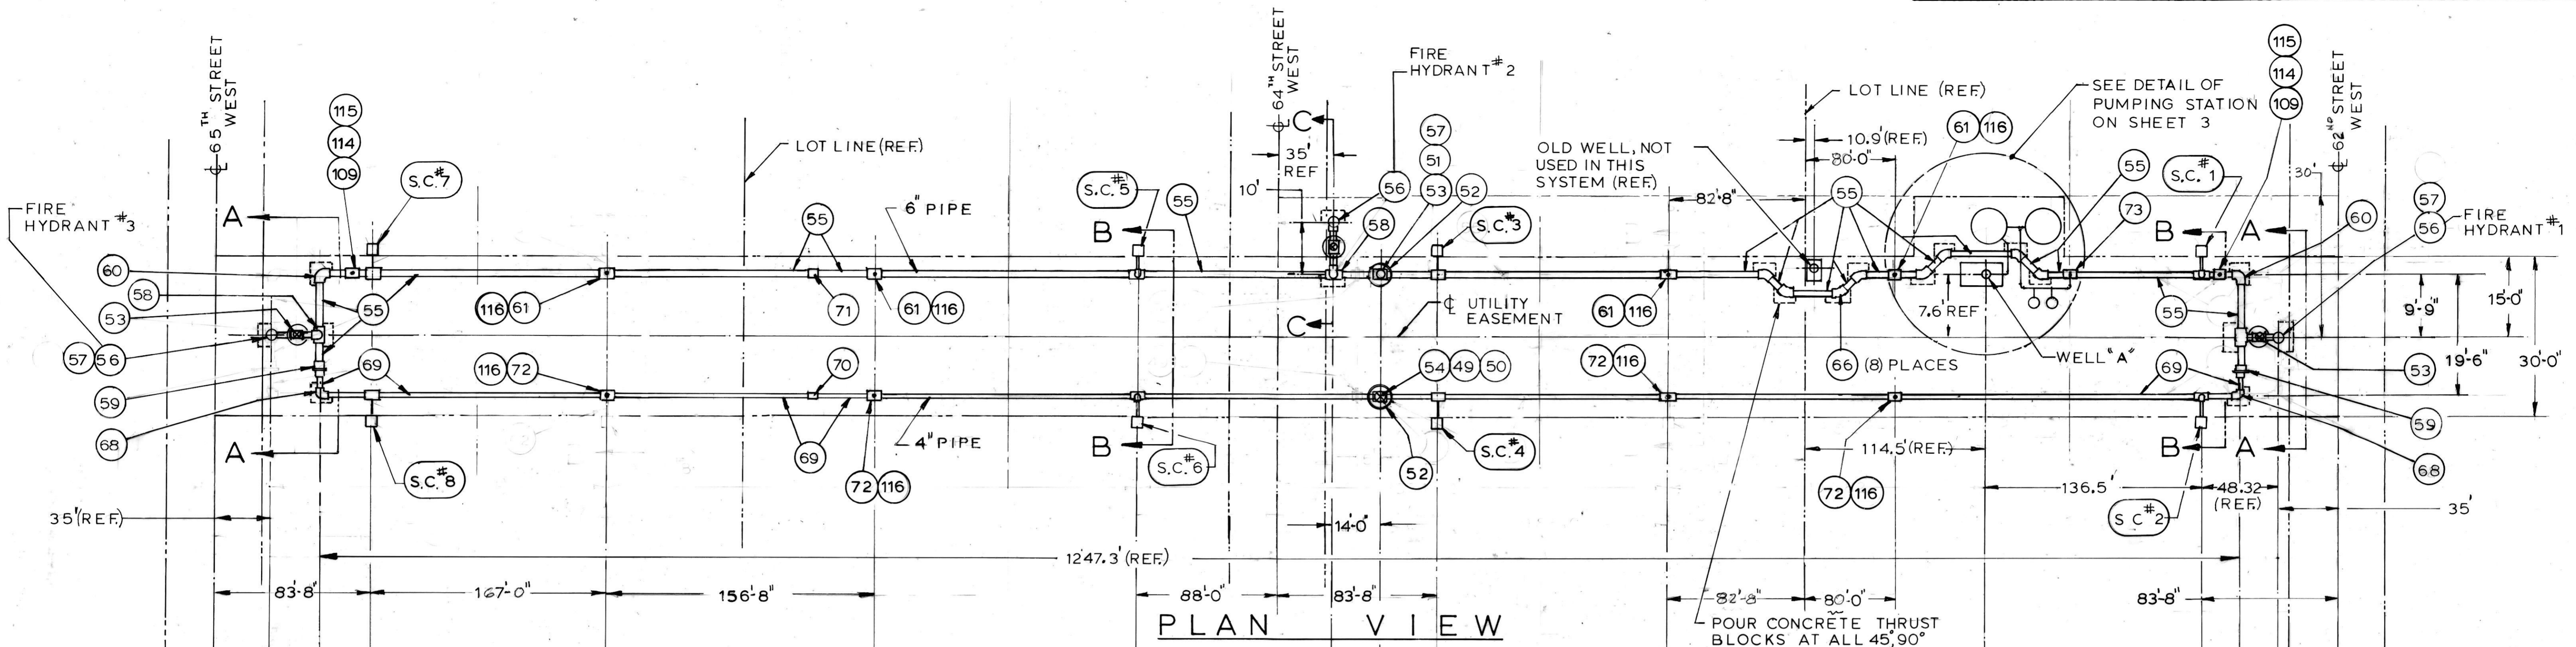 65TH STREET
WEST
115
114
109
S.C.#7
LOT LINE (REF.)
FIRE
HYDRANT #3
A
60
58
53
57 56
59
68
A
55
116 61
69
116 72
S.C.#8
35'(REF.)
55
6" PIPE
71
61 116
70
69
4" PIPE
72 116
S.C.#5
B
55
B
S.C.#6
64TH STREET
WEST
C
35'
REF
10'
C
FIRE
HYDRANT #2
56
58
57
51
53 52
S.C.#3
℄ UTILITY
EASEMENT
54 49 50
52
S.C.#4
14'-0"
OLD WELL, NOT
USED IN THIS
SYSTEM (REF.)
82'-8"
61 116
72 116
LOT LINE (REF.)
10.9' (REF.)
80'-0"
61 116
55
66 (8) PLACES
7.6' REF
WELL "A"
114.5' (REF.)
72 116
SEE DETAIL OF
PUMPING STATION
ON SHEET 3
55
73
S.C.#1
B
A
115
114
109
62ND STREET
WEST
30'
60
57
56
FIRE
HYDRANT #1
55
9'-9"
15'-0"
19'-6"
30'-0"
53
69
59
68
B
A
136.5'
48.32
(REF.)
35'
S C #2
1247.3' (REF.)
83'-8"
167'-0"
156'-8"
88'-0"
83'-8"
82'-8"
80'-0"
83'-8"
PLAN VIEW
POUR CONCRETE THRUST
BLOCKS AT ALL 45°, 90°